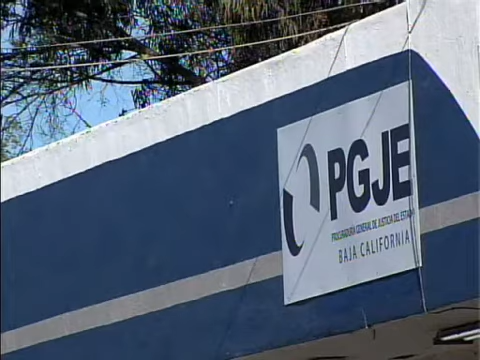 PGJE
PROCURADURIA GENERAL DE JUSTICIA DEL ESTADO
BAJA CALIFORNIA